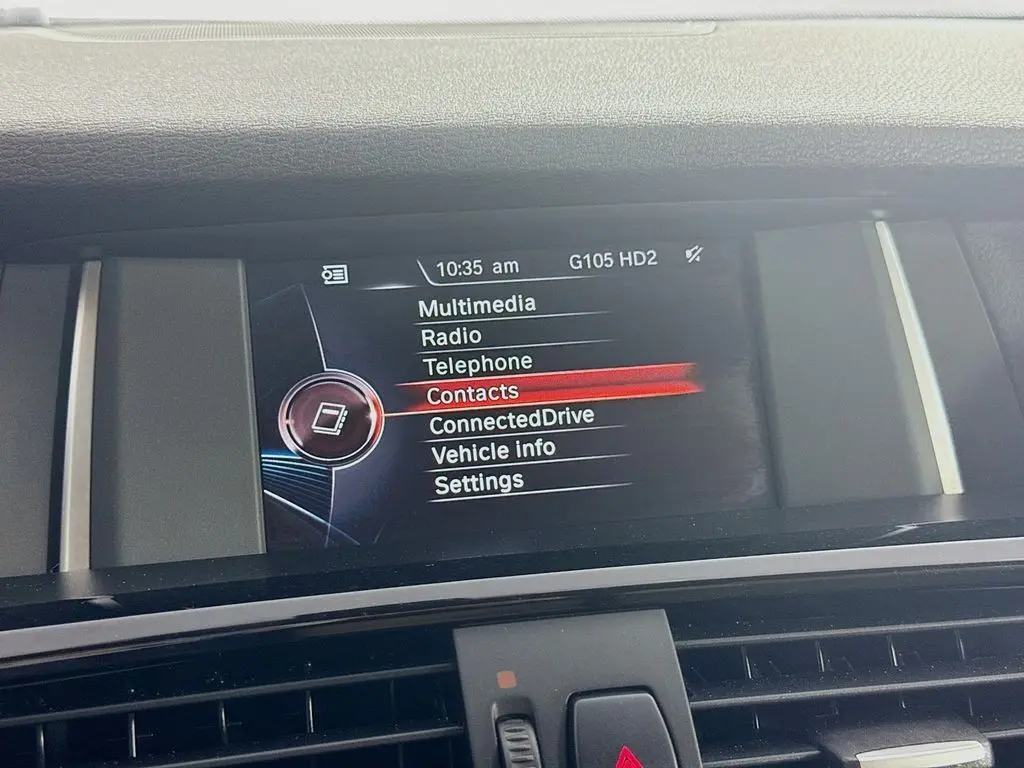 10:35 am G105 HD2
Multimedia
Radio
Telephone
Contacts
ConnectedDrive
Vehicle info
Settings